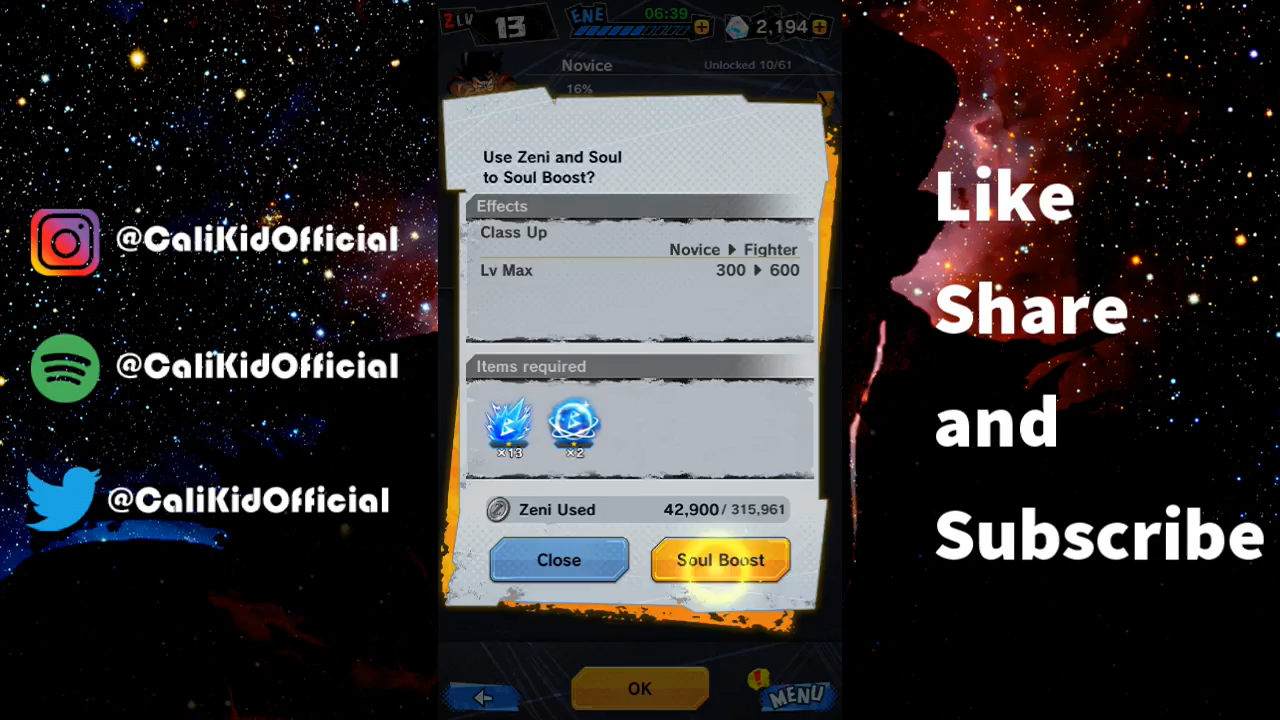 @CaliKidOfficial
@CaliKidOfficial
@CaliKidOfficial
ZLV 13
ENE 06:39
2,194
Novice
Unlocked 10/61
16%
Use Zeni and Soul
to Soul Boost?
Effects
Class Up
Novice ▶ Fighter
Lv Max 300 ▶ 600
Items required
×13 ×2
Zeni Used 42,900/315,961
Close Soul Boost
OK
MENU
Like
Share
and
Subscribe